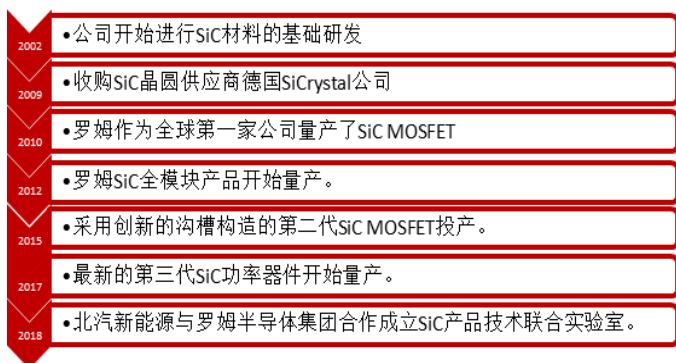 2002
•公司开始进行SiC材料的基础研发
2009
•收购SiC晶圆供应商德国SiCrystal公司
2010
•罗姆作为全球第一家公司量产了SiC MOSFET
2012
•罗姆SiC全模块产品开始量产。
2015
•采用创新的沟槽构造的第二代SiC MOSFET投产。
2017
•最新的第三代SiC功率器件开始量产。
2018
•北汽新能源与罗姆半导体集团合作成立SiC产品技术联合实验室。